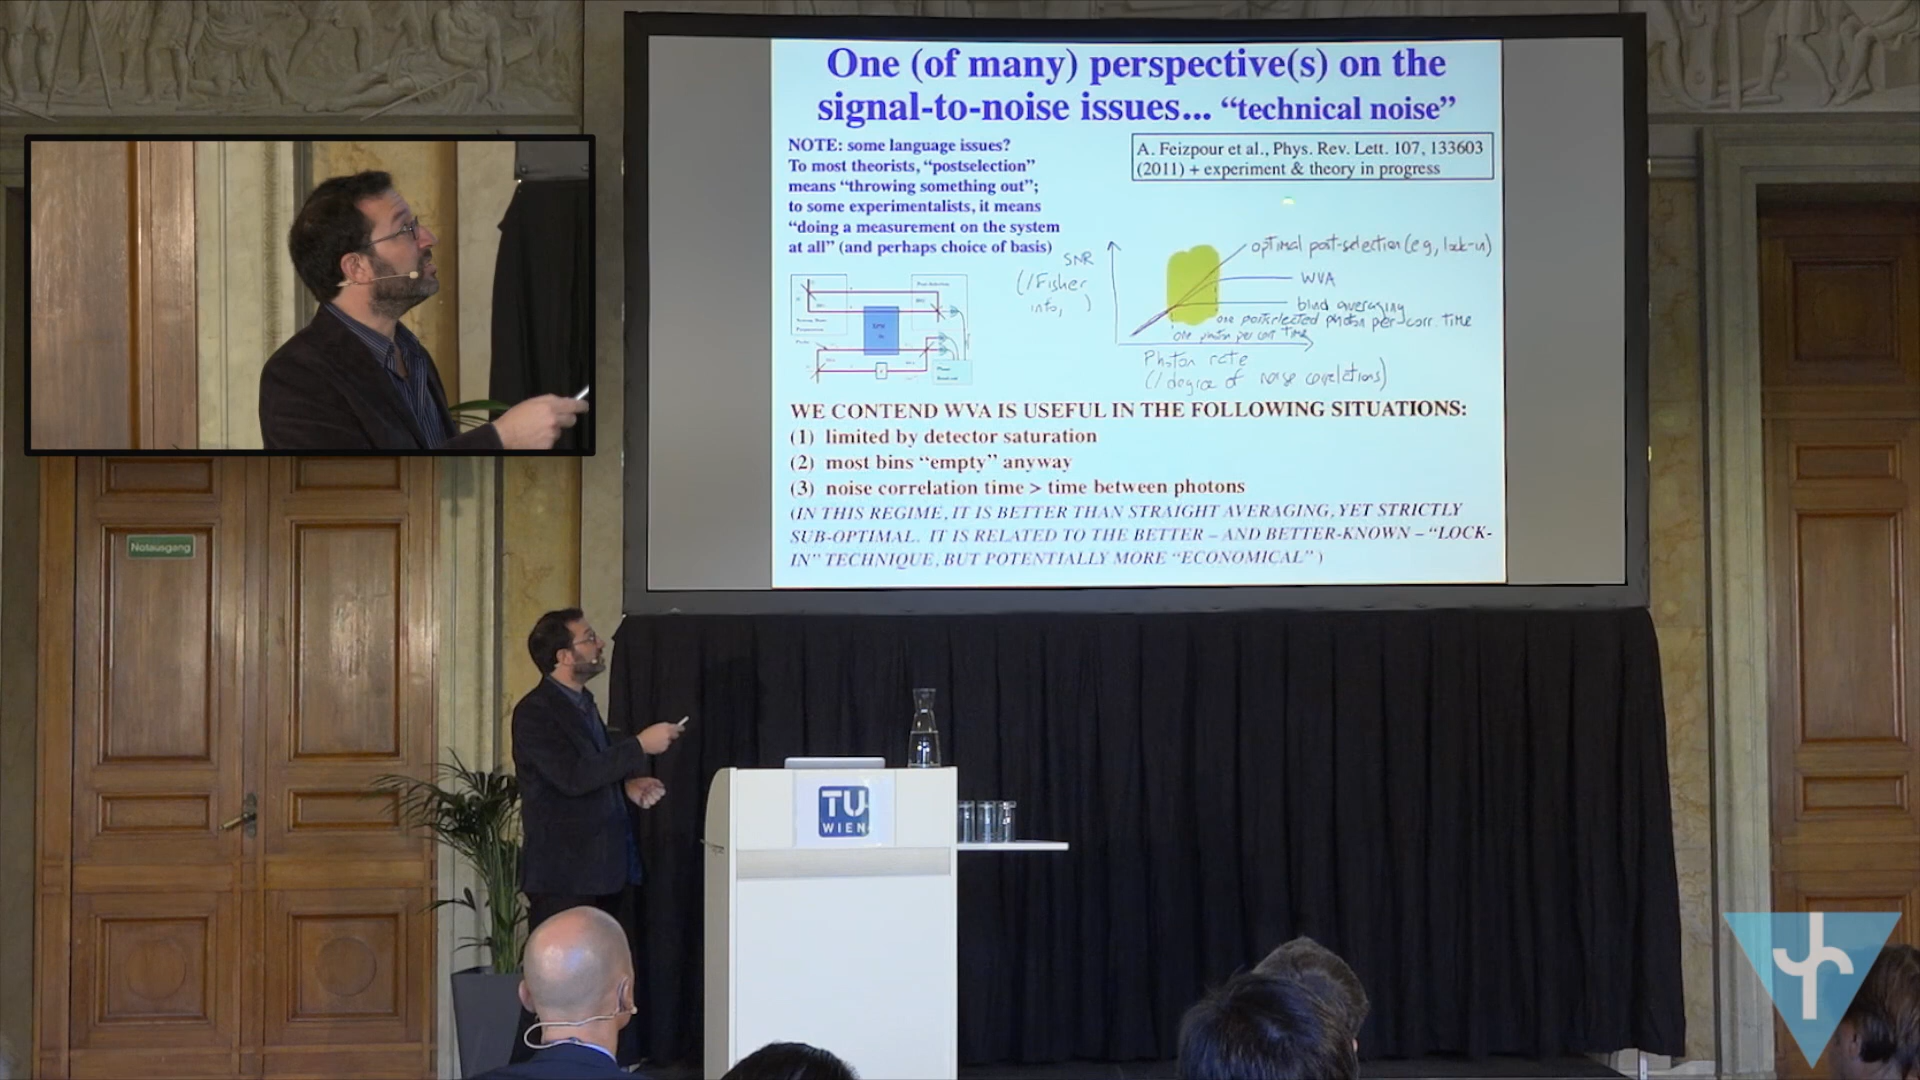 One (of many) perspective(s) on the
signal-to-noise issues... “technical noise”
NOTE: some language issues?
To most theorists, “postselection”
means “throwing something out”;
to some experimentalists, it means
“doing a measurement on the system
at all” (and perhaps choice of basis)
A. Feizpour et al., Phys. Rev. Lett. 107, 133603
(2011) + experiment & theory in progress
SNR
(/Fisher
info, )
optimal post-selection (e.g., lock-in)
WVA
blind averaging
one postselected photon per corr. time
one photon per corr time
Photon rate
(/degree of noise correlations)
WE CONTEND WVA IS USEFUL IN THE FOLLOWING SITUATIONS:
(1) limited by detector saturation
(2) most bins “empty” anyway
(3) noise correlation time > time between photons
(IN THIS REGIME, IT IS BETTER THAN STRAIGHT AVERAGING, YET STRICTLY
SUB-OPTIMAL. IT IS RELATED TO THE BETTER – AND BETTER-KNOWN – “LOCK-
IN” TECHNIQUE, BUT POTENTIALLY MORE “ECONOMICAL”)
Notausgang
TU
WIEN